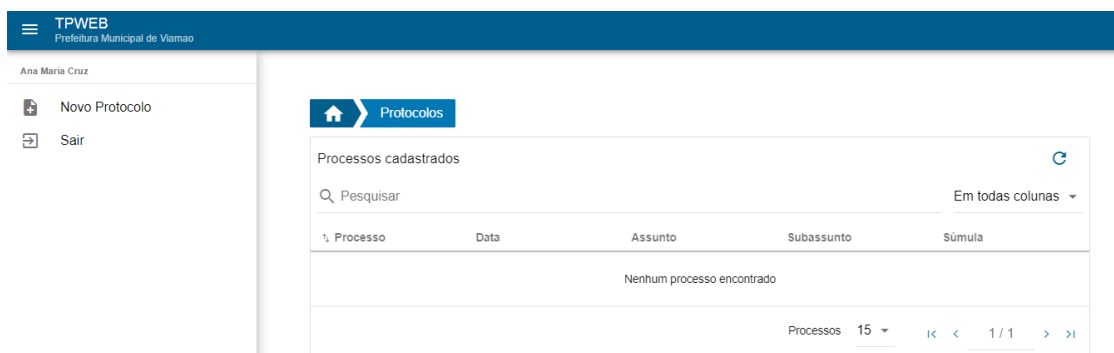 TPWEB
Prefeitura Municipal de Viamao
Ana Maria Cruz
Novo Protocolo
Sair
Protocolos
Processos cadastrados
Pesquisar
Em todas colunas
Processo Data Assunto Subassunto Súmula
Nenhum processo encontrado
Processos 15 1 / 1